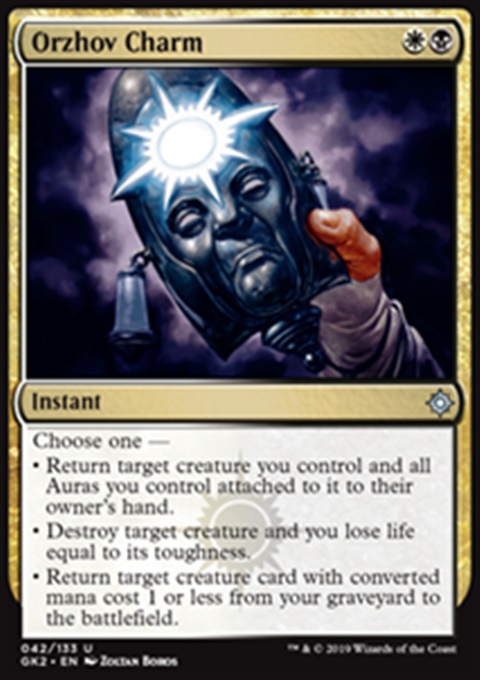 Orzhov Charm
Instant
Choose one —
• Return target creature you control and all
Auras you control attached to it to their
owner's hand.
• Destroy target creature and you lose life
equal to its toughness.
• Return target creature card with converted
mana cost 1 or less from your graveyard to
the battlefield.
042/133 U
GK2 • EN Zoltan Boros
™ & © 2019 Wizards of the Coast